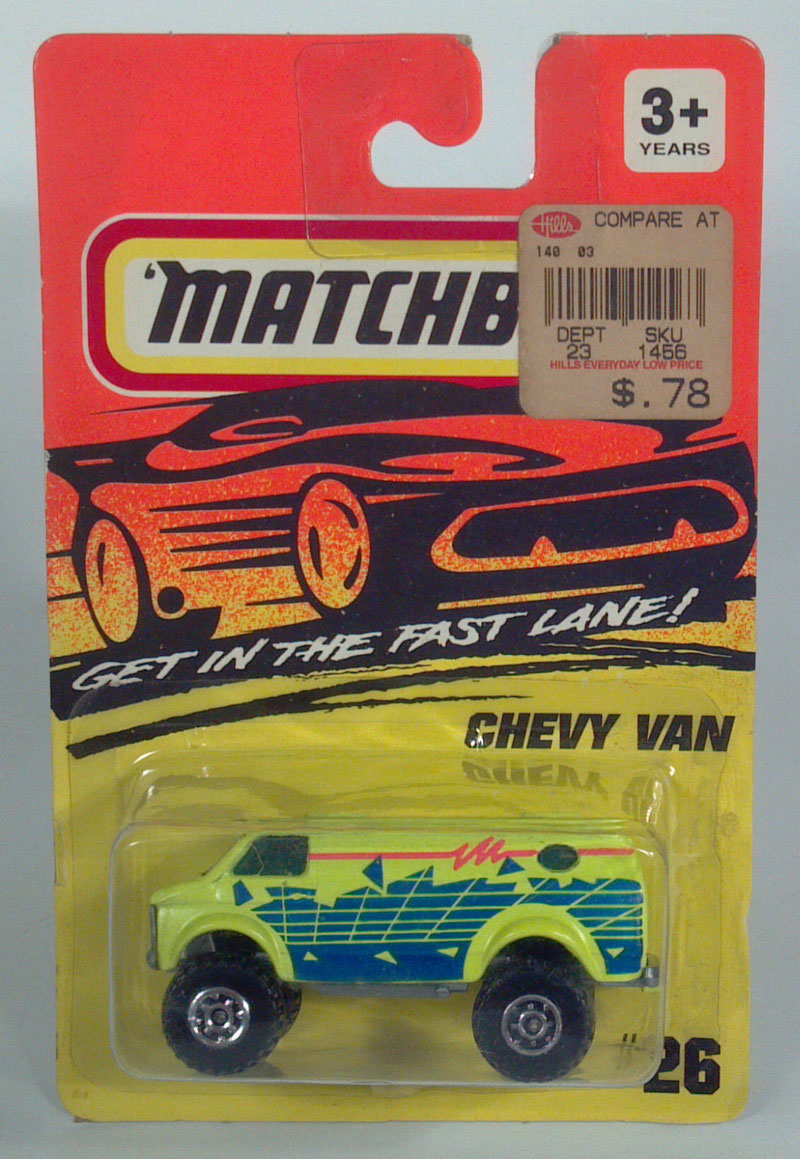 3+
YEARS
Hills COMPARE AT
140 03
'MATCHB
DEPT SKU
23 1456
HILLS EVERYDAY LOW PRICE
$.78
GET IN THE FAST LANE!
CHEVY VAN
26